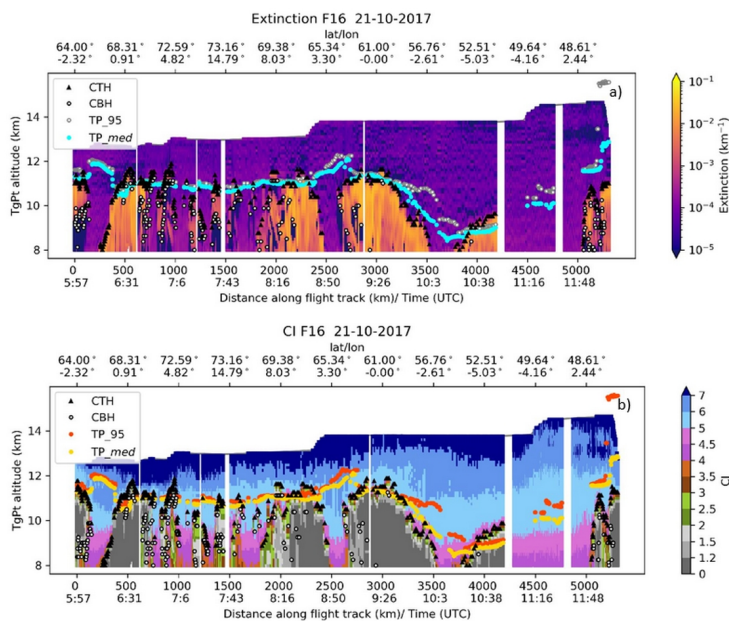 Extinction F16 21-10-2017
lat/lon
64.00° 68.31° 72.59° 73.16° 69.38° 65.34° 61.00° 56.76° 52.51° 49.64° 48.61°
-2.32 0.91 4.82 14.79 8.03 3.30 -0.00 -2.61 -5.03 -4.16 2.44
a)
CTH
CBH
TP_95
TP_med
TgPt altitude (km)
14
12
10
8
0 500 1000 1500 2000 2500 3000 3500 4000 4500 5000
5:57 6:31 7:6 7:43 8:16 8:50 9:26 10:3 10:38 11:16 11:48
Distance along flight track (km)/ Time (UTC)
10⁻¹
10⁻²
10⁻³
10⁻⁴
10⁻⁵
Extinction (km⁻¹)
CI F16 21-10-2017
lat/lon
64.00° 68.31° 72.59° 73.16° 69.38° 65.34° 61.00° 56.76° 52.51° 49.64° 48.61°
-2.32 0.91 4.82 14.79 8.03 3.30 -0.00 -2.61 -5.03 -4.16 2.44
b)
CTH
CBH
TP_95
TP_med
TgPt altitude (km)
14
12
10
8
0 500 1000 1500 2000 2500 3000 3500 4000 4500 5000
5:57 6:31 7:6 7:43 8:16 8:50 9:26 10:3 10:38 11:16 11:48
Distance along flight track (km)/ Time (UTC)
7
6
5
4.5
4
3.5
3
2.5
2
1.5
1.2
0
CI